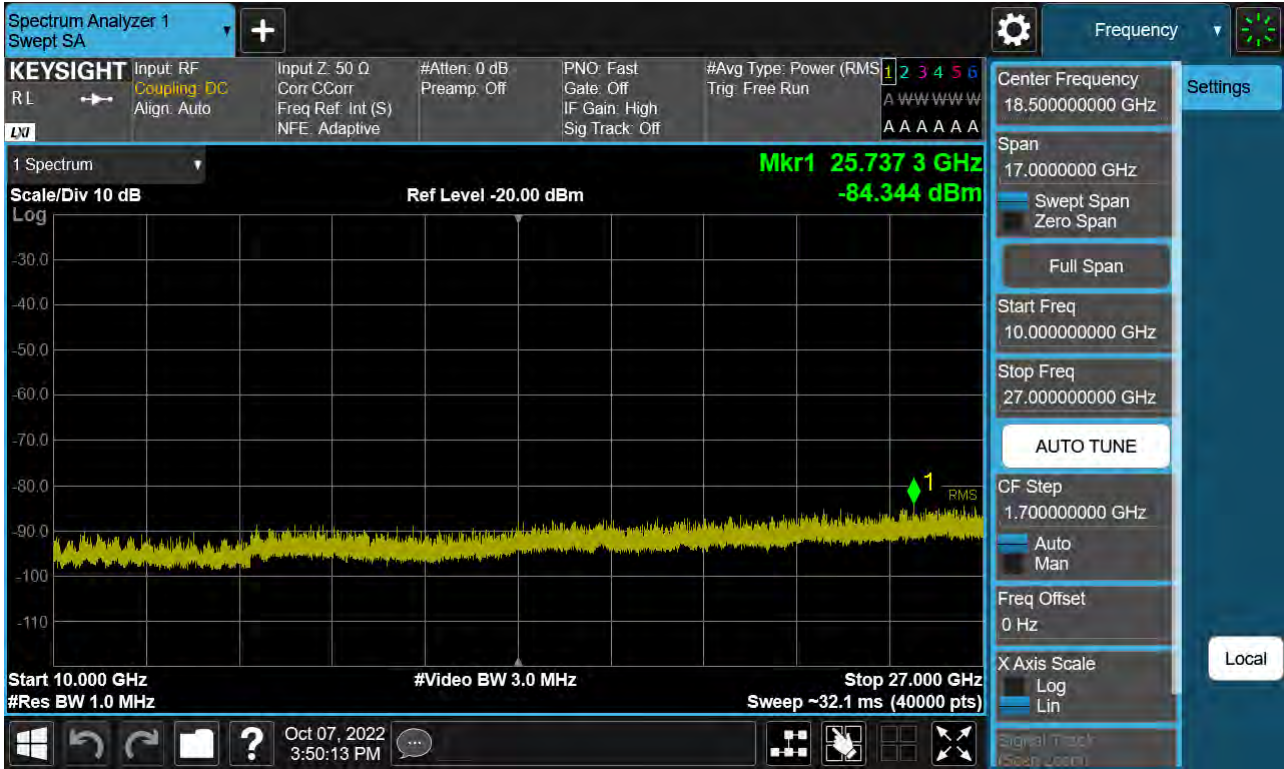 Spectrum Analyzer 1
Swept SA
+
Frequency
KEYSIGHT
R L
LXI
Input: RF
Coupling: DC
Align: Auto
Input Z: 50 Ω
Corr CCorr
Freq Ref: Int (S)
NFE: Adaptive
#Atten: 0 dB
Preamp: Off
PNO: Fast
Gate: Off
IF Gain: High
Sig Track: Off
#Avg Type: Power (RMS
Trig: Free Run
1 2 3 4 5 6
A W W W W W
A A A A A A
1 Spectrum
Mkr1 25.737 3 GHz
-84.344 dBm
Scale/Div 10 dB
Ref Level -20.00 dBm
Log
-30.0
-40.0
-50.0
-60.0
-70.0
-80.0
-90.0
-100
-110
1
RMS
Start 10.000 GHz
#Video BW 3.0 MHz
Stop 27.000 GHz
#Res BW 1.0 MHz
Sweep ~32.1 ms (40000 pts)
Center Frequency
18.500000000 GHz
Settings
Span
17.0000000 GHz
Swept Span
Zero Span
Full Span
Start Freq
10.000000000 GHz
Stop Freq
27.000000000 GHz
AUTO TUNE
CF Step
1.700000000 GHz
Auto
Man
Freq Offset
0 Hz
X Axis Scale
Log
Lin
Local
Signal Track
(Span Zoom)
?
Oct 07, 2022
3:50:13 PM